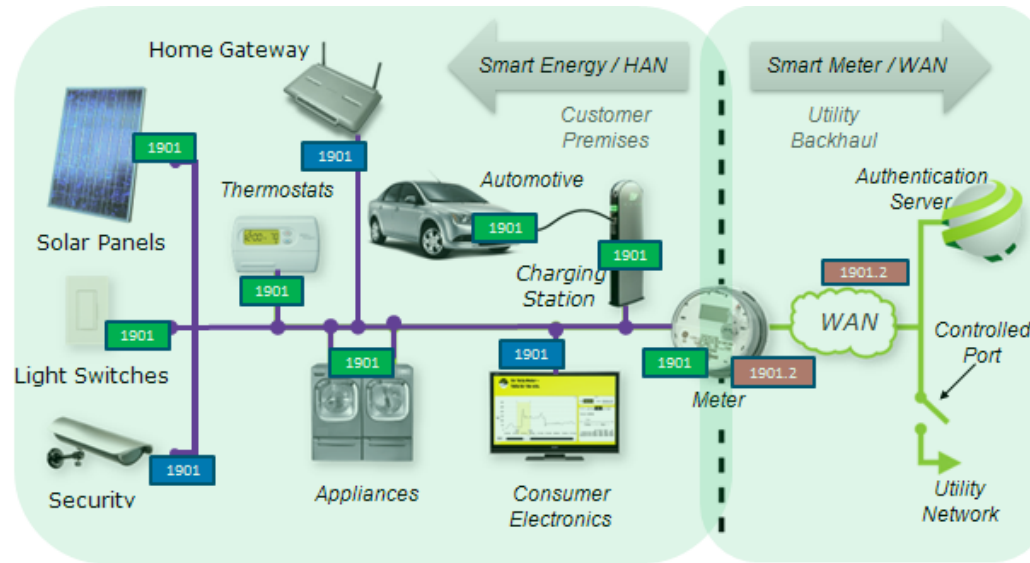 Home Gateway
Smart Energy / HAN
Smart Meter / WAN
Customer
Premises
Utility
Backhaul
1901
1901
Thermostats
Automotive
Authentication
Server
Solar Panels
1901
1901
1901
1901
Charging
Station
1901.2
WAN
Controlled
Port
1901
Light Switches
1901
1901
1901
1901.2
Meter
1901
Security
Appliances
Consumer
Electronics
Utility
Network